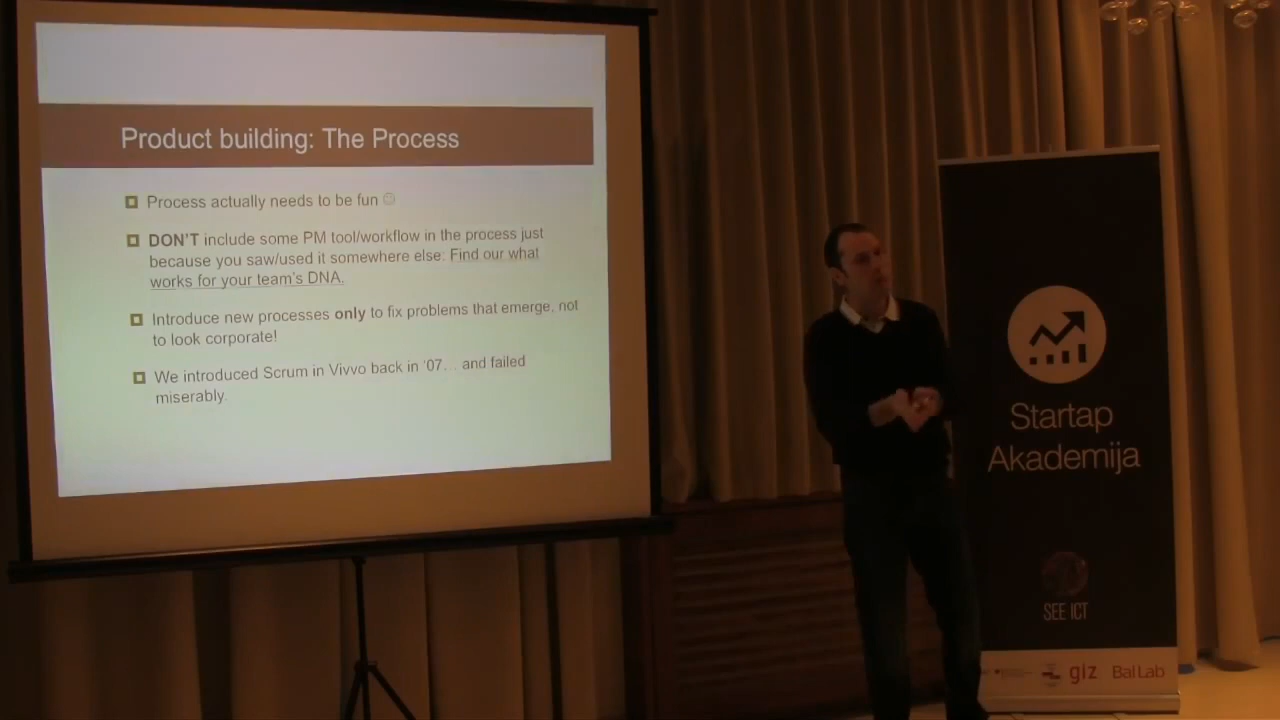 Product building: The Process
Process actually needs to be fun ☺
DON'T include some PM tool/workflow in the process just
because you saw/used it somewhere else. Find our what
works for your team's DNA.
Introduce new processes only to fix problems that emerge, not
to look corporate!
We introduced Scrum in Vivvo back in '07... and failed
miserably.
Startap
Akademija
SEE ICT
giz BalLab